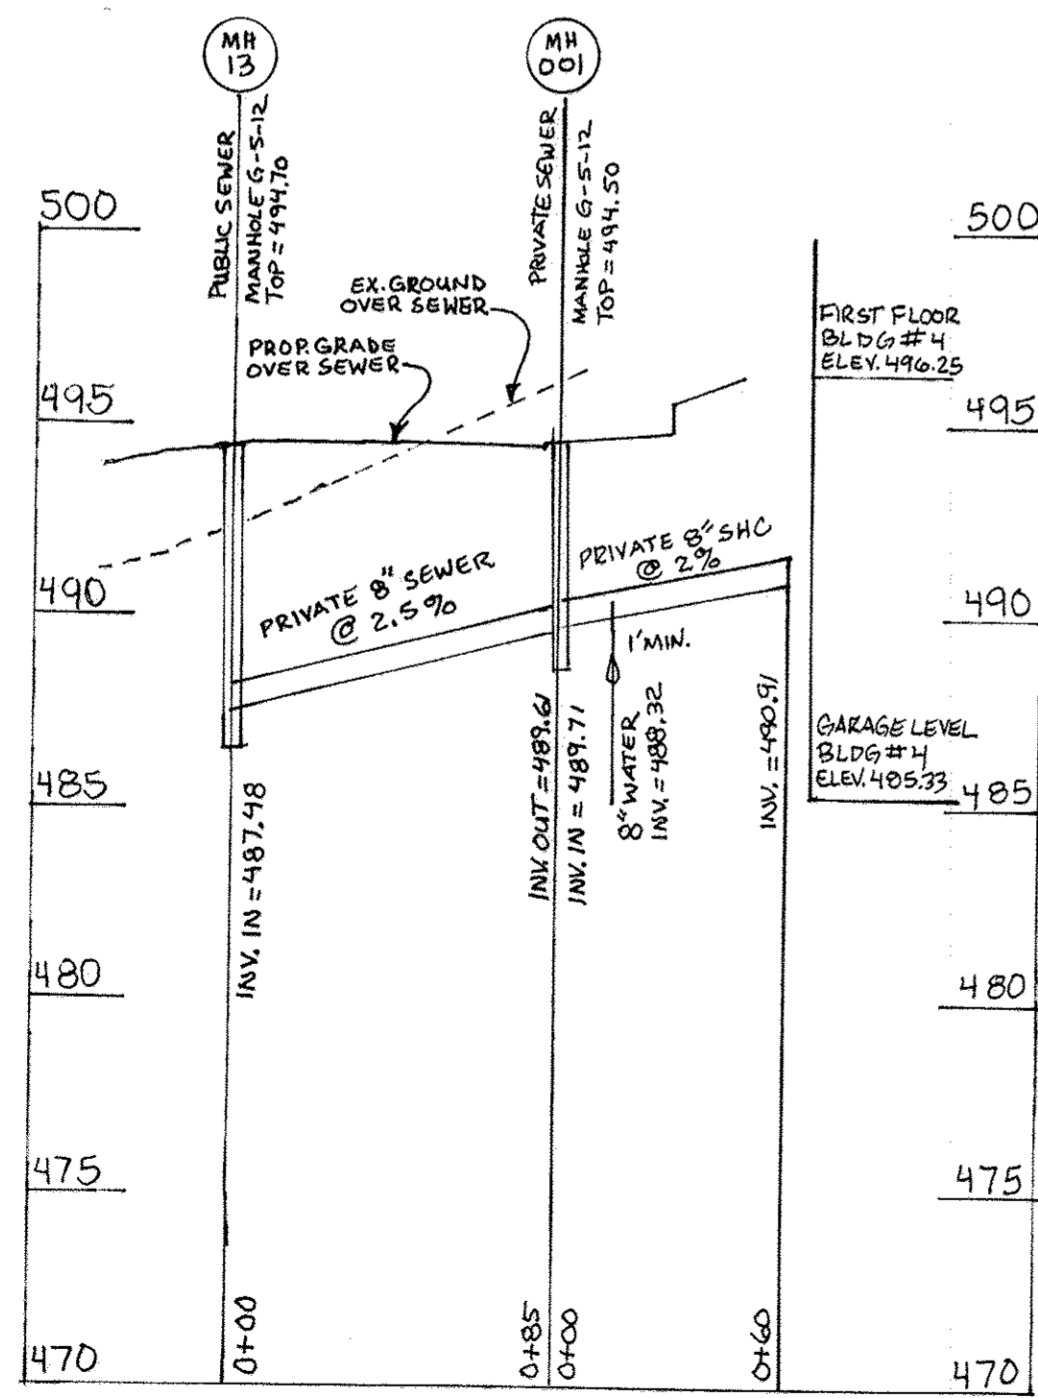 MH
13
MH
001
PUBLIC SEWER
MANHOLE G-5-12
TOP = 494.70
PRIVATE SEWER
MANHOLE G-5-12
TOP = 494.50
500
500
EX. GROUND
OVER SEWER
PROP. GRADE
OVER SEWER
FIRST FLOOR
BLDG #4
ELEV. 496.25
495
495
PRIVATE 8" SEWER
@ 2.5%
PRIVATE 8" SHC
@ 2%
490
490
1' MIN.
8" WATER
INV. = 488.32
INV. IN = 487.48
INV. OUT = 489.61
INV. IN = 489.71
INV. = 490.91
GARAGE LEVEL
BLDG #4
ELEV. 485.33
485
485
480
480
475
475
0+00
0+85
0+00
0+60
470
470